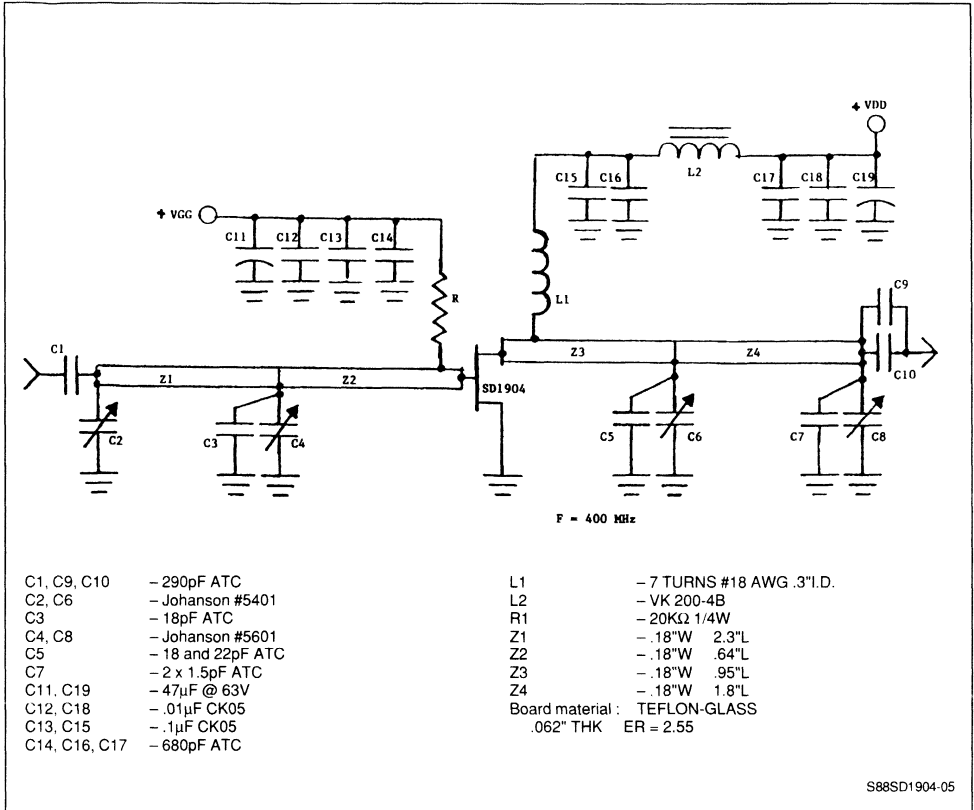 + VDD
C15
C16
L2
C17
C18
C19
+ VGG
C11
C12
C13
C14
R
L1
C9
C1
Z1
Z2
SD1904
Z3
Z4
C10
C2
C3
C4
C5
C6
C7
C8
F = 400 MHz
C1, C9, C10 – 290pF ATC
C2, C6 – Johanson #5401
C3 – 18pF ATC
C4, C8 – Johanson #5601
C5 – 18 and 22pF ATC
C7 – 2 x 1.5pF ATC
C11, C19 – 47µF @ 63V
C12, C18 – .01µF CK05
C13, C15 – .1µF CK05
C14, C16, C17 – 680pF ATC
L1 – 7 TURNS #18 AWG .3"I.D.
L2 – VK 200-4B
R1 – 20KΩ 1/4W
Z1 – .18"W 2.3"L
Z2 – .18"W .64"L
Z3 – .18"W .95"L
Z4 – .18"W 1.8"L
Board material : TEFLON-GLASS
.062" THK ER = 2.55
S88SD1904-05